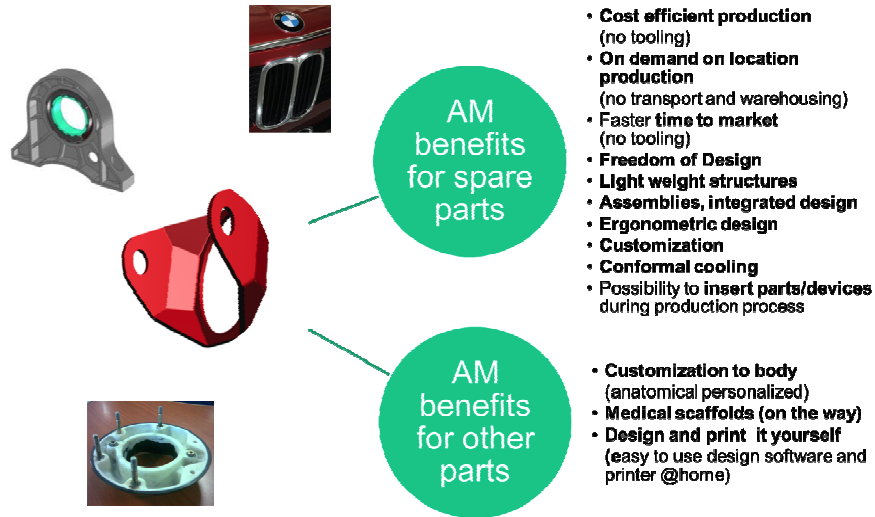 AM
benefits
for spare
parts
• Cost efficient production
(no tooling)
• On demand on location
production
(no transport and warehousing)
• Faster time to market
(no tooling)
• Freedom of Design
• Light weight structures
• Assemblies, integrated design
• Ergonometric design
• Customization
• Conformal cooling
• Possibility to insert parts/devices
during production process
AM
benefits
for other
parts
• Customization to body
(anatomical personalized)
• Medical scaffolds (on the way)
• Design and print it yourself
(easy to use design software and
printer @home)